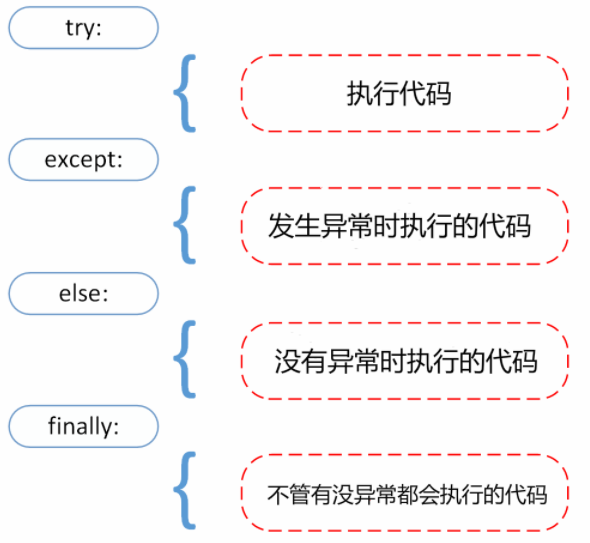 try:
执行代码
except:
发生异常时执行的代码
else:
没有异常时执行的代码
finally:
不管有没异常都会执行的代码